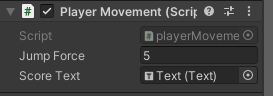 Player Movement (Scrip
Script playerMoveme
Jump Force 5
Score Text Text (Text)